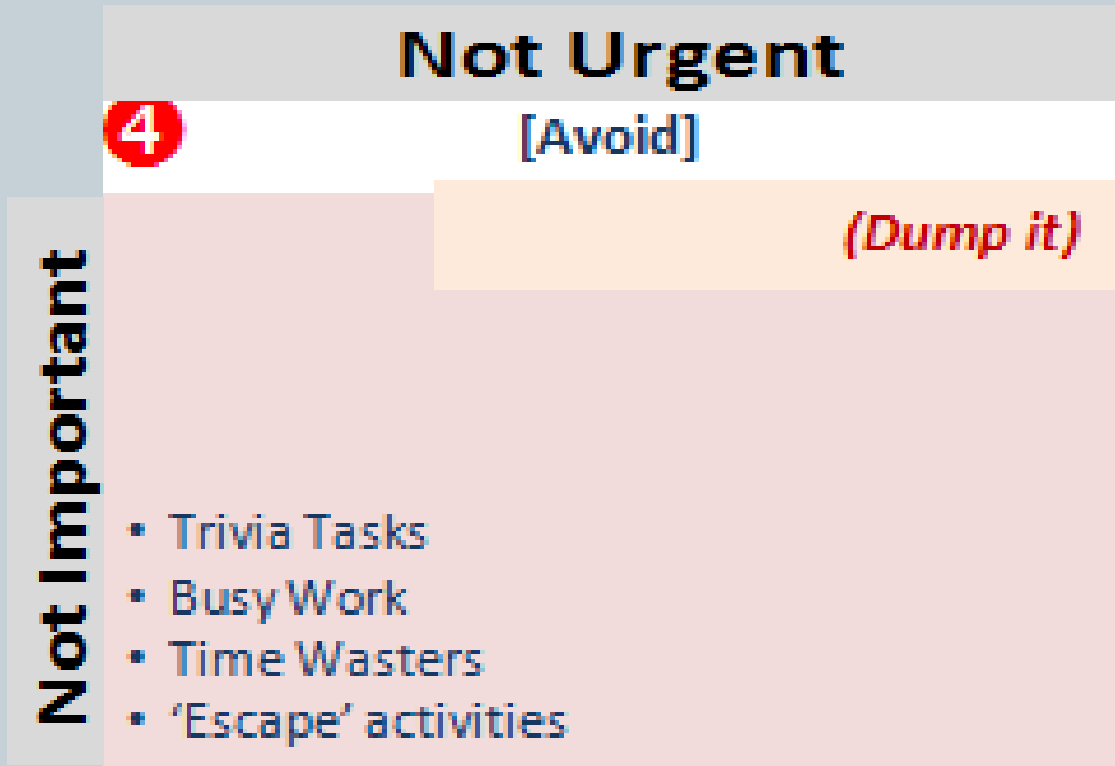 Not Urgent
4
[Avoid]
(Dump it)
Not Important
• Trivia Tasks
• Busy Work
• Time Wasters
• ‘Escape’ activities